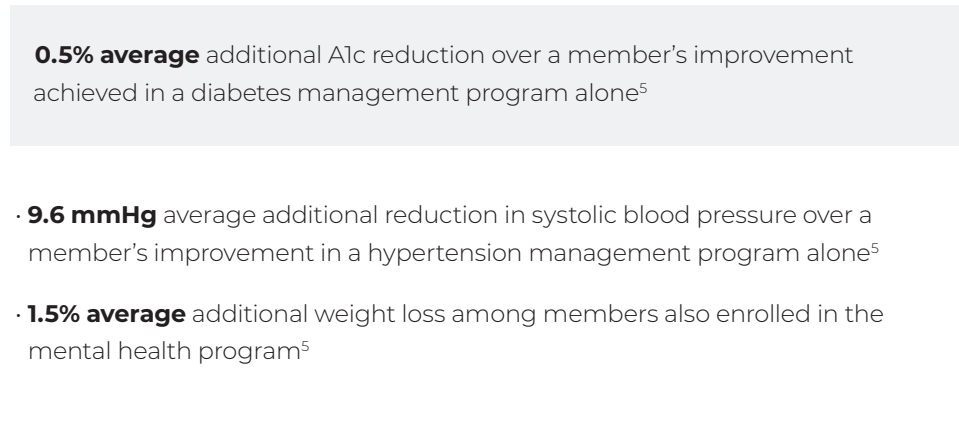 0.5% average additional A1c reduction over a member’s improvement
achieved in a diabetes management program alone⁵
· 9.6 mmHg average additional reduction in systolic blood pressure over a
member’s improvement in a hypertension management program alone⁵
· 1.5% average additional weight loss among members also enrolled in the
mental health program⁵